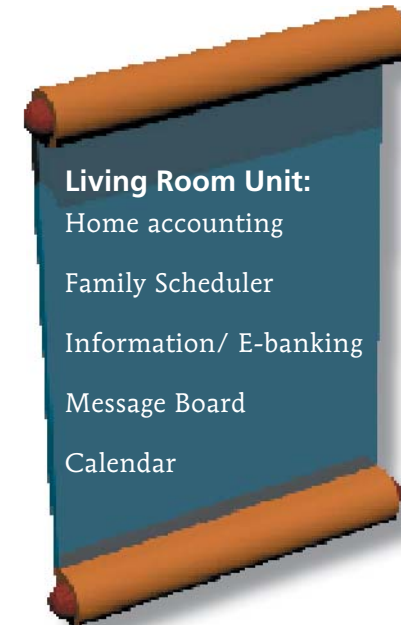 Living Room Unit:
Home accounting
Family Scheduler
Information/ E-banking
Message Board
Calendar